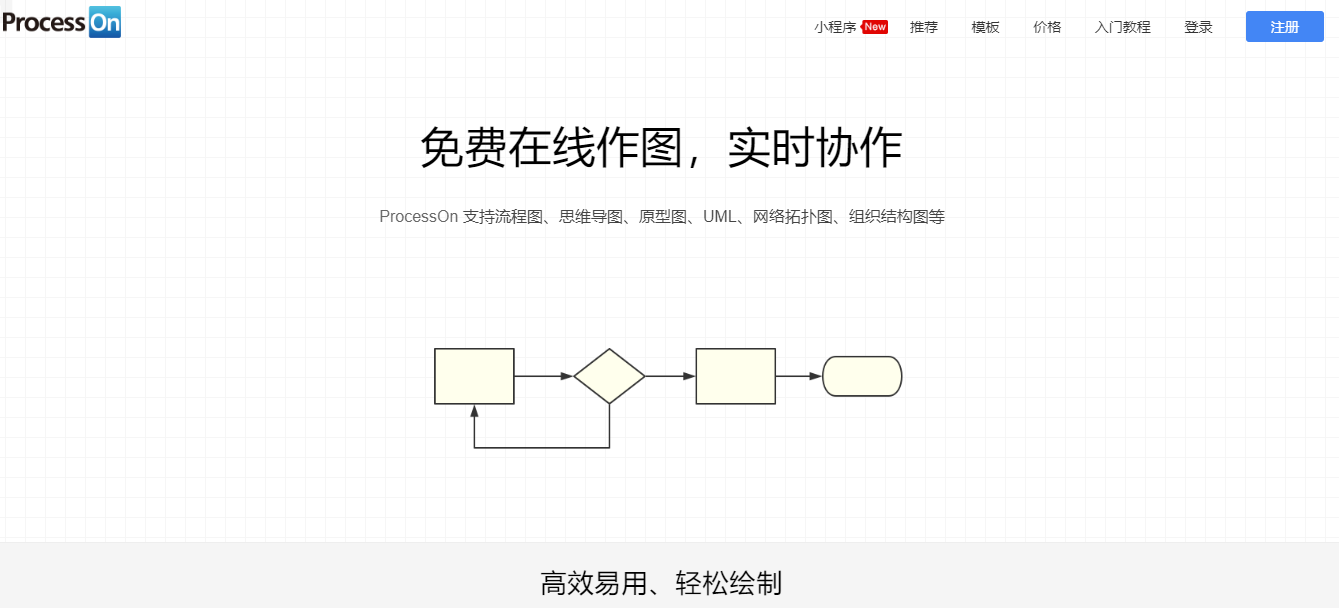 ProcessOn
小程序 New 推荐 模板 价格 入门教程 登录 注册
免费在线作图，实时协作
ProcessOn 支持流程图、思维导图、原型图、UML、网络拓扑图、组织结构图等
高效易用、轻松绘制